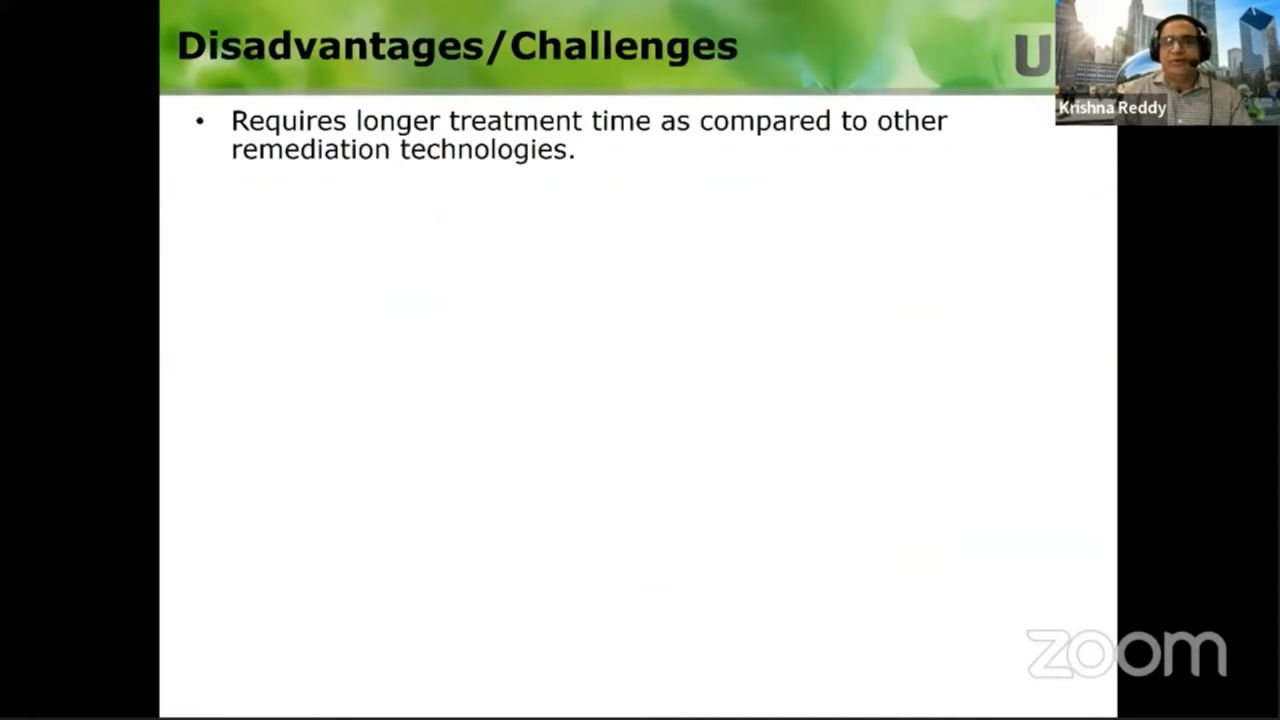 Disadvantages/Challenges
U
Krishna Reddy
• Requires longer treatment time as compared to other
remediation technologies.
zoom